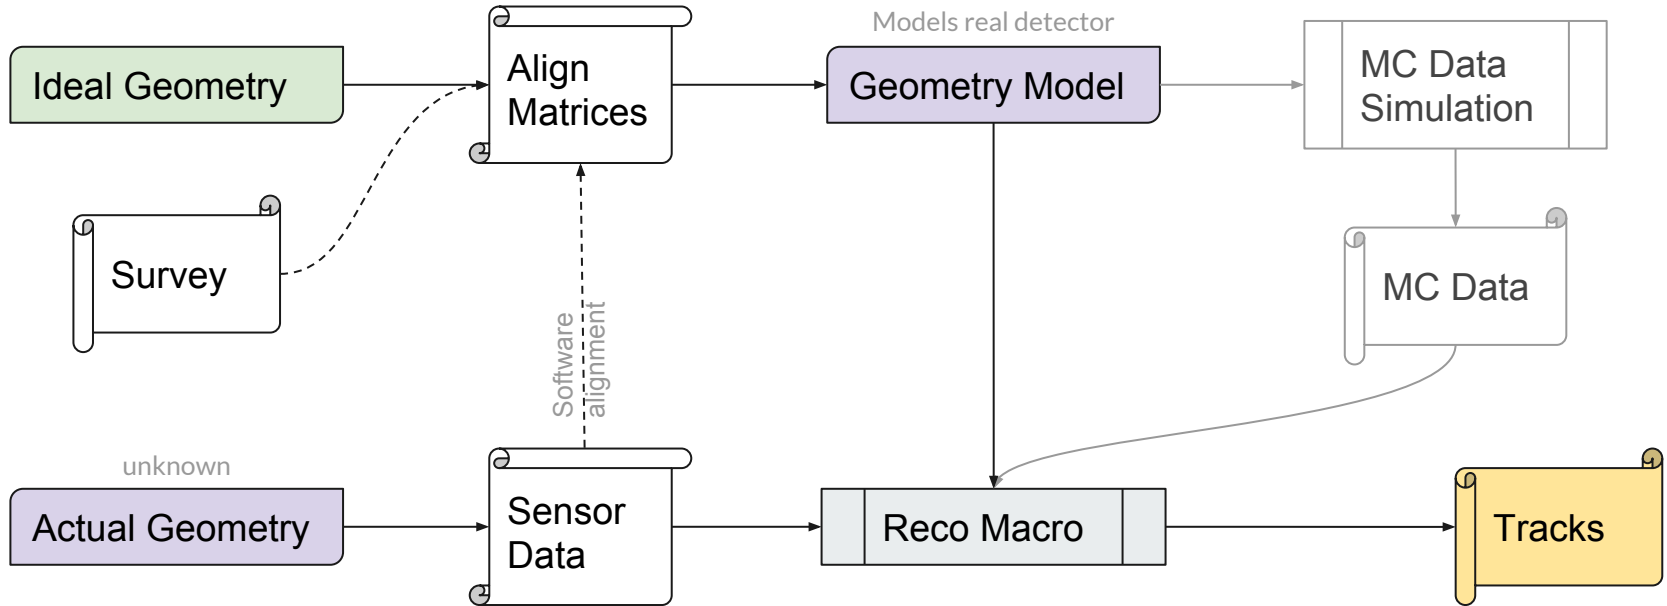 Models real detector
Ideal Geometry
Align
Matrices
Geometry Model
MC Data
Simulation
Survey
MC Data
Software
alignment
unknown
Actual Geometry
Sensor
Data
Reco Macro
Tracks